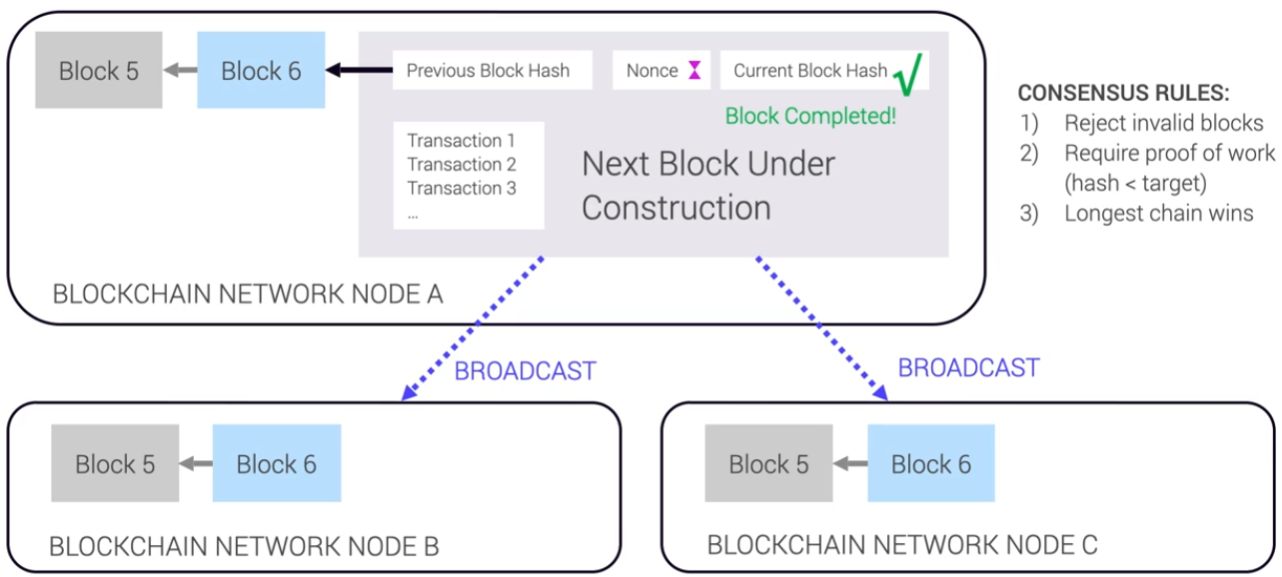 Block 5
Block 6
Previous Block Hash
Nonce
Current Block Hash
Block Completed!
Transaction 1
Transaction 2
Transaction 3
...
Next Block Under
Construction
BLOCKCHAIN NETWORK NODE A
CONSENSUS RULES:
1) Reject invalid blocks
2) Require proof of work
(hash < target)
3) Longest chain wins
BROADCAST
BROADCAST
Block 5
Block 6
BLOCKCHAIN NETWORK NODE B
Block 5
Block 6
BLOCKCHAIN NETWORK NODE C